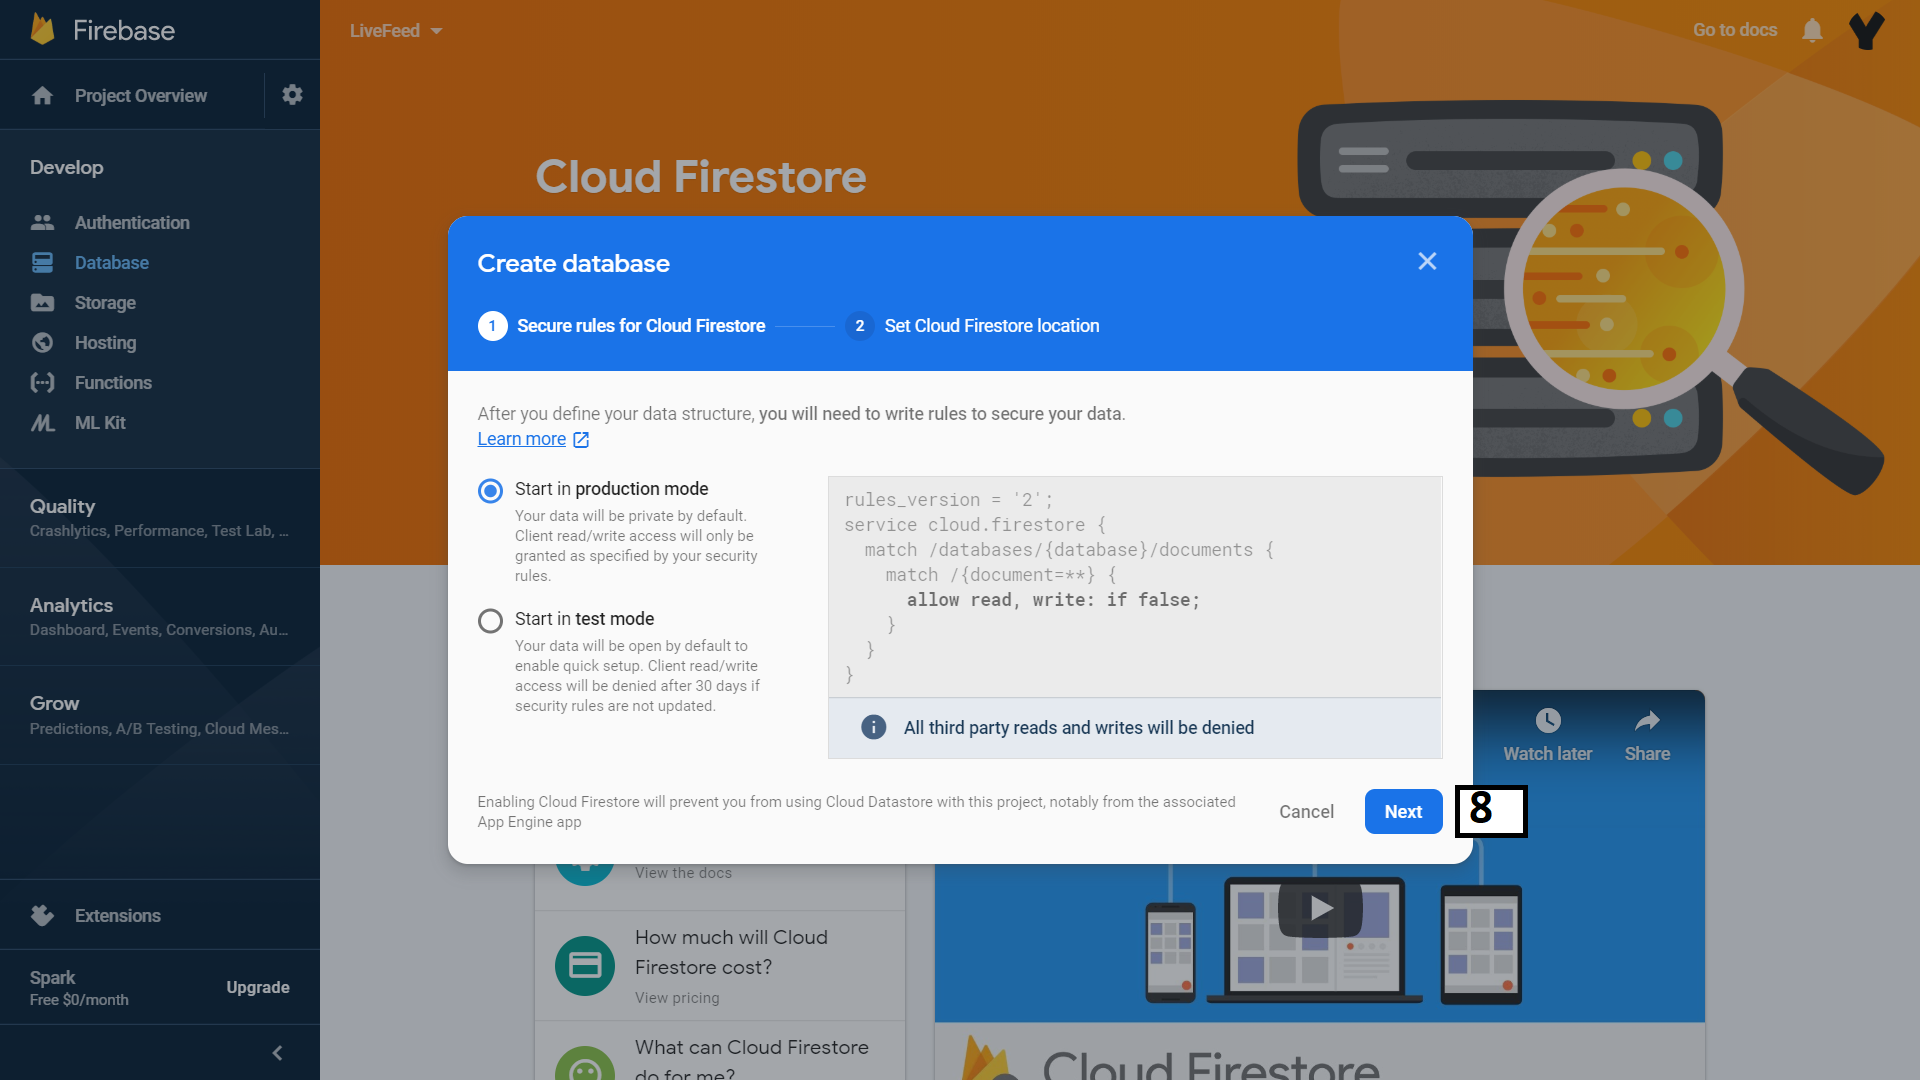 Firebase
Project Overview
Develop
Authentication
Database
Storage
Hosting
Functions
ML Kit
Quality
Crashlytics, Performance, Test Lab, ...
Analytics
Dashboard, Events, Conversions, Au...
Grow
Predictions, A/B Testing, Cloud Mes...
Extensions
Spark
Free $0/month
Upgrade
LiveFeed
Go to docs
Cloud Firestore
Create database
1 Secure rules for Cloud Firestore
2 Set Cloud Firestore location
After you define your data structure, you will need to write rules to secure your data.
Learn more
Start in production mode
Your data will be private by default.
Client read/write access will only be
granted as specified by your security
rules.
Start in test mode
Your data will be open by default to
enable quick setup. Client read/write
access will be denied after 30 days if
security rules are not updated.
rules_version = '2';
service cloud.firestore {
match /databases/{database}/documents {
match /{document=**} {
allow read, write: if false;
}
}
}
All third party reads and writes will be denied
Enabling Cloud Firestore will prevent you from using Cloud Datastore with this project, notably from the associated
App Engine app
Cancel
Next
8
Watch later
Share
View the docs
How much will Cloud
Firestore cost?
View pricing
What can Cloud Firestore
do for me?
Cloud Firestore